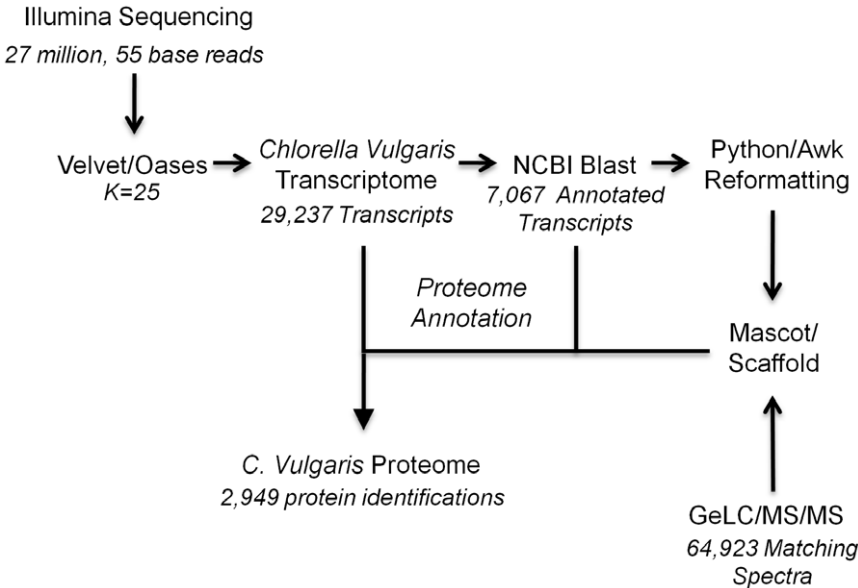 Illumina Sequencing
27 million, 55 base reads
Velvet/Oases
K=25
Chlorella Vulgaris
Transcriptome
29,237 Transcripts
NCBI Blast
7,067 Annotated
Transcripts
Python/Awk
Reformatting
Proteome
Annotation
Mascot/
Scaffold
C. Vulgaris Proteome
2,949 protein identifications
GeLC/MS/MS
64,923 Matching
Spectra